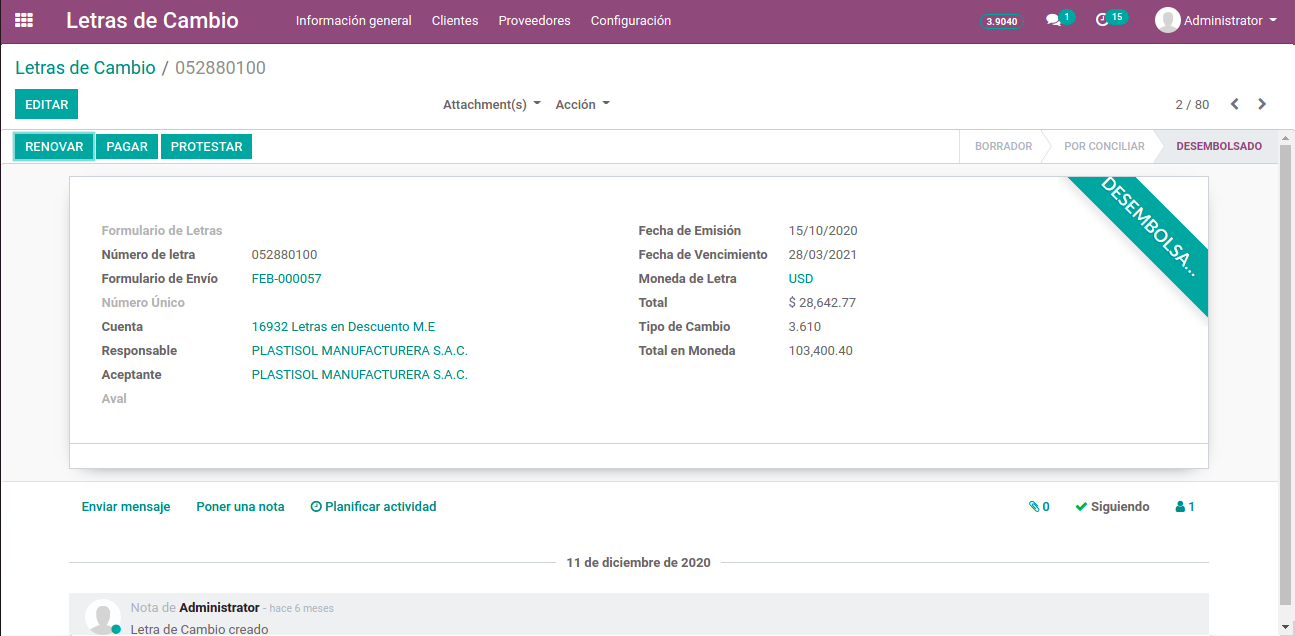 Letras de Cambio Información general Clientes Proveedores Configuración 3.9040 1 15 Administrator
Letras de Cambio / 052880100
EDITAR Attachment(s) Acción 2 / 80
RENOVAR PAGAR PROTESTAR BORRADOR POR CONCILIAR DESEMBOLSADO
DESEMBOLSA...
Formulario de Letras
Número de letra 052880100
Formulario de Envío FEB-000057
Número Único
Cuenta 16932 Letras en Descuento M.E
Responsable PLASTISOL MANUFACTURERA S.A.C.
Aceptante PLASTISOL MANUFACTURERA S.A.C.
Aval
Fecha de Emisión 15/10/2020
Fecha de Vencimiento 28/03/2021
Moneda de Letra USD
Total $ 28,642.77
Tipo de Cambio 3.610
Total en Moneda 103,400.40
Enviar mensaje Poner una nota Planificar actividad 0 Siguiendo 1
11 de diciembre de 2020
Nota de Administrator - hace 6 meses
Letra de Cambio creado